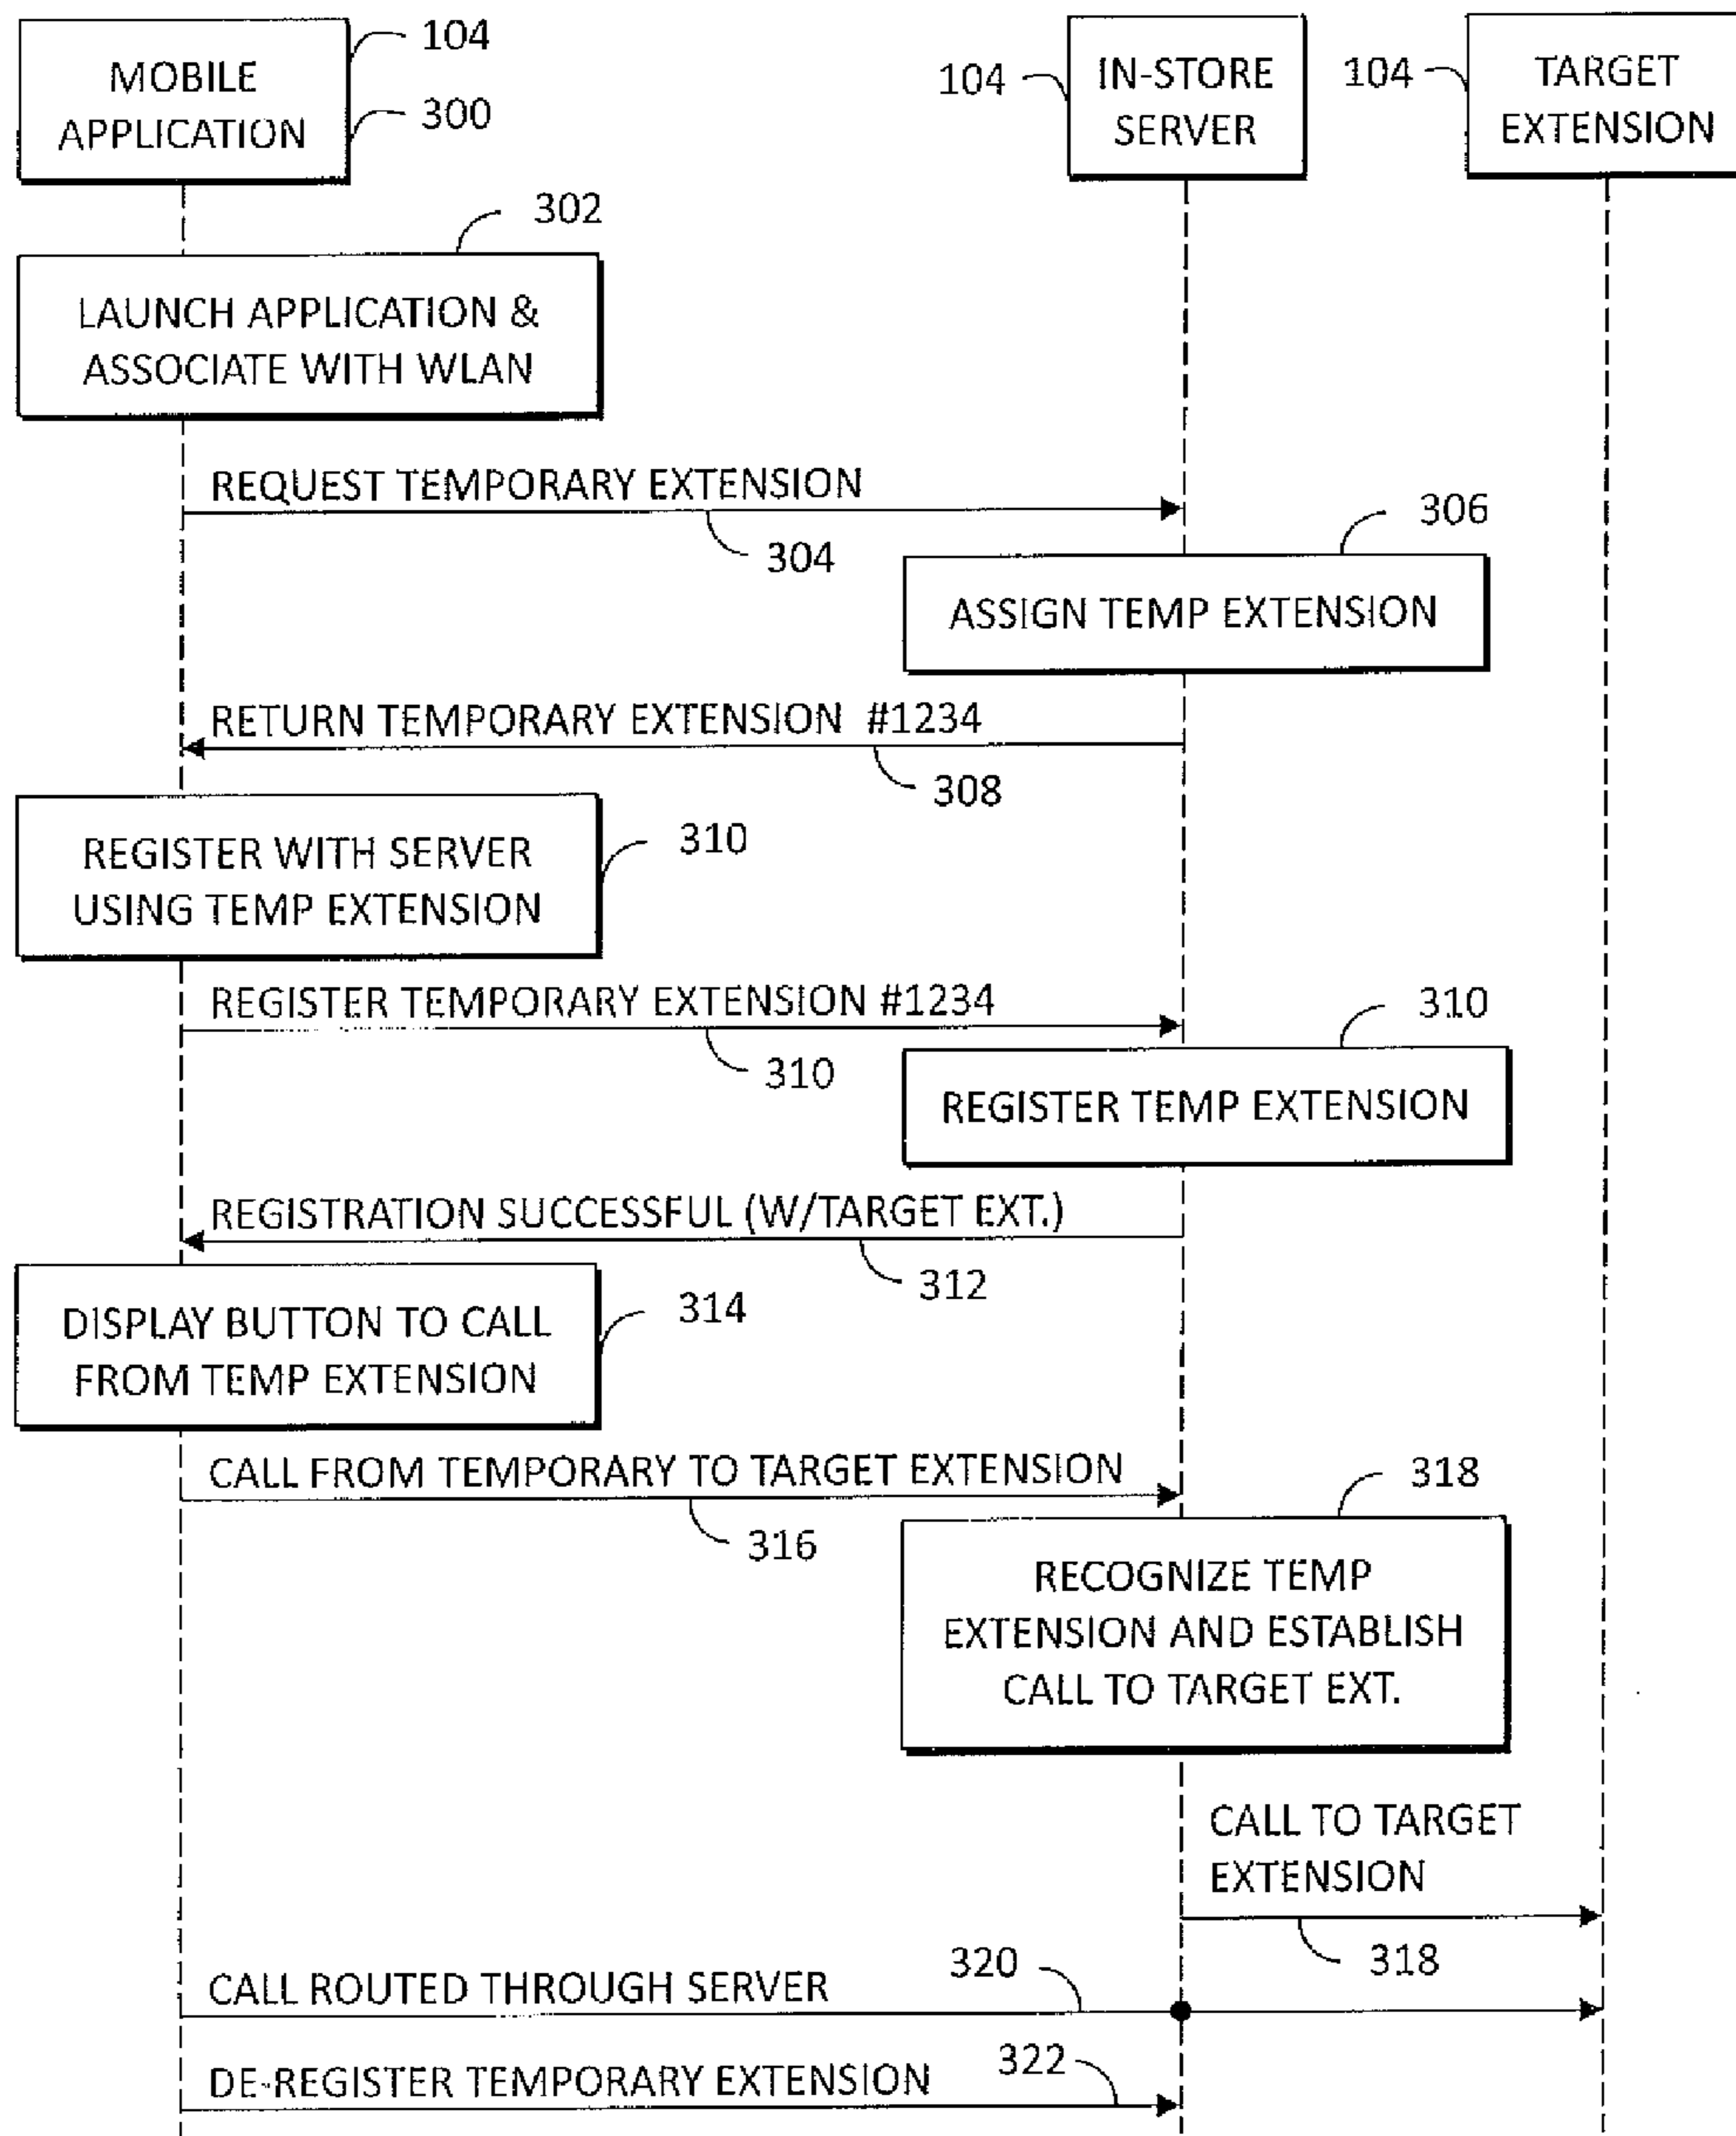 MOBILE
APPLICATION
104
300
104
IN-STORE
SERVER
104
TARGET
EXTENSION
302
LAUNCH APPLICATION &
ASSOCIATE WITH WLAN
REQUEST TEMPORARY EXTENSION
304
306
ASSIGN TEMP EXTENSION
RETURN TEMPORARY EXTENSION #1234
308
REGISTER WITH SERVER
USING TEMP EXTENSION
310
REGISTER TEMPORARY EXTENSION #1234
310
310
REGISTER TEMP EXTENSION
REGISTRATION SUCCESSFUL (W/TARGET EXT.)
312
DISPLAY BUTTON TO CALL
FROM TEMP EXTENSION
314
CALL FROM TEMPORARY TO TARGET EXTENSION
316
318
RECOGNIZE TEMP
EXTENSION AND ESTABLISH
CALL TO TARGET EXT.
CALL TO TARGET
EXTENSION
318
CALL ROUTED THROUGH SERVER
320
DE-REGISTER TEMPORARY EXTENSION
322